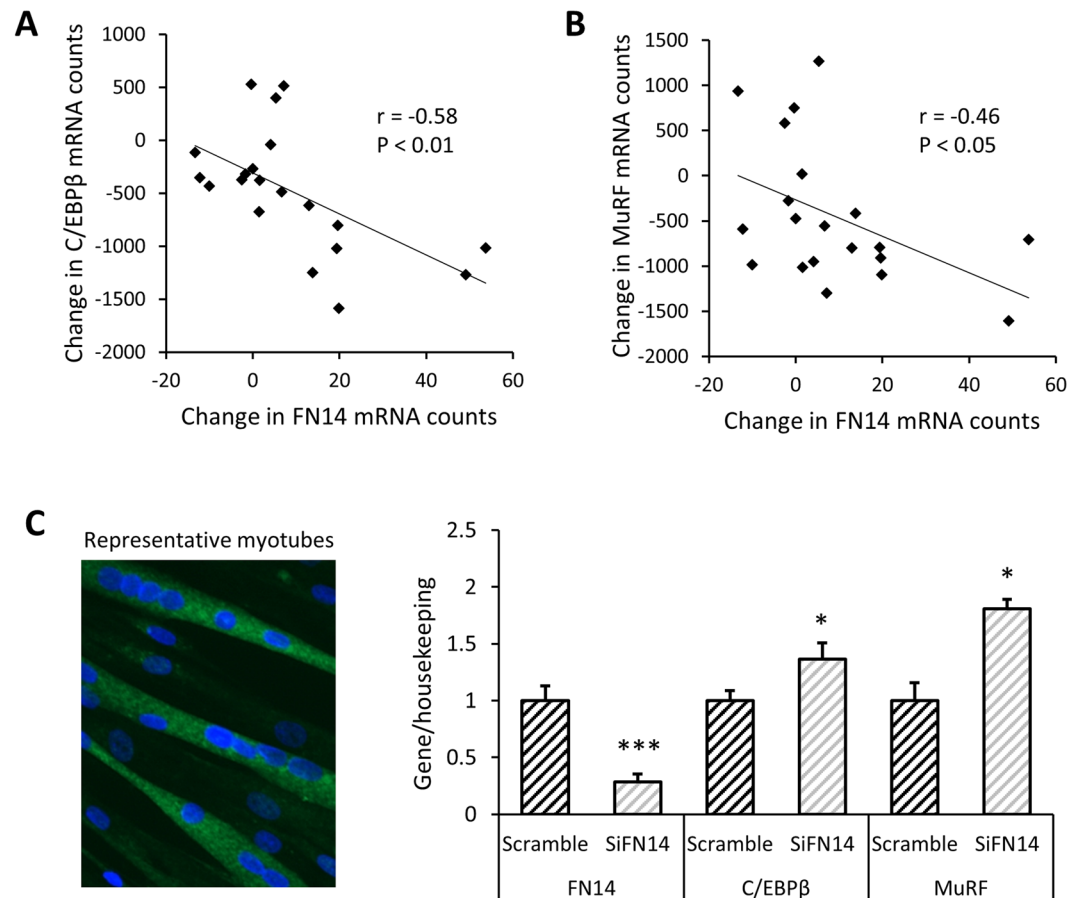 A
Change in C/EBPβ mRNA counts
1000
500
0
-500
-1000
-1500
-2000
r = -0.58
P < 0.01
-20 0 20 40 60
Change in FN14 mRNA counts
B
Change in MuRF mRNA counts
1500
1000
500
0
-500
-1000
-1500
-2000
r = -0.46
P < 0.05
-20 0 20 40 60
Change in FN14 mRNA counts
C
Representative myotubes
Gene/housekeeping
2.5
2
1.5
1
0.5
0
***
*
*
Scramble SiFN14 Scramble SiFN14 Scramble SiFN14
FN14 C/EBPβ MuRF